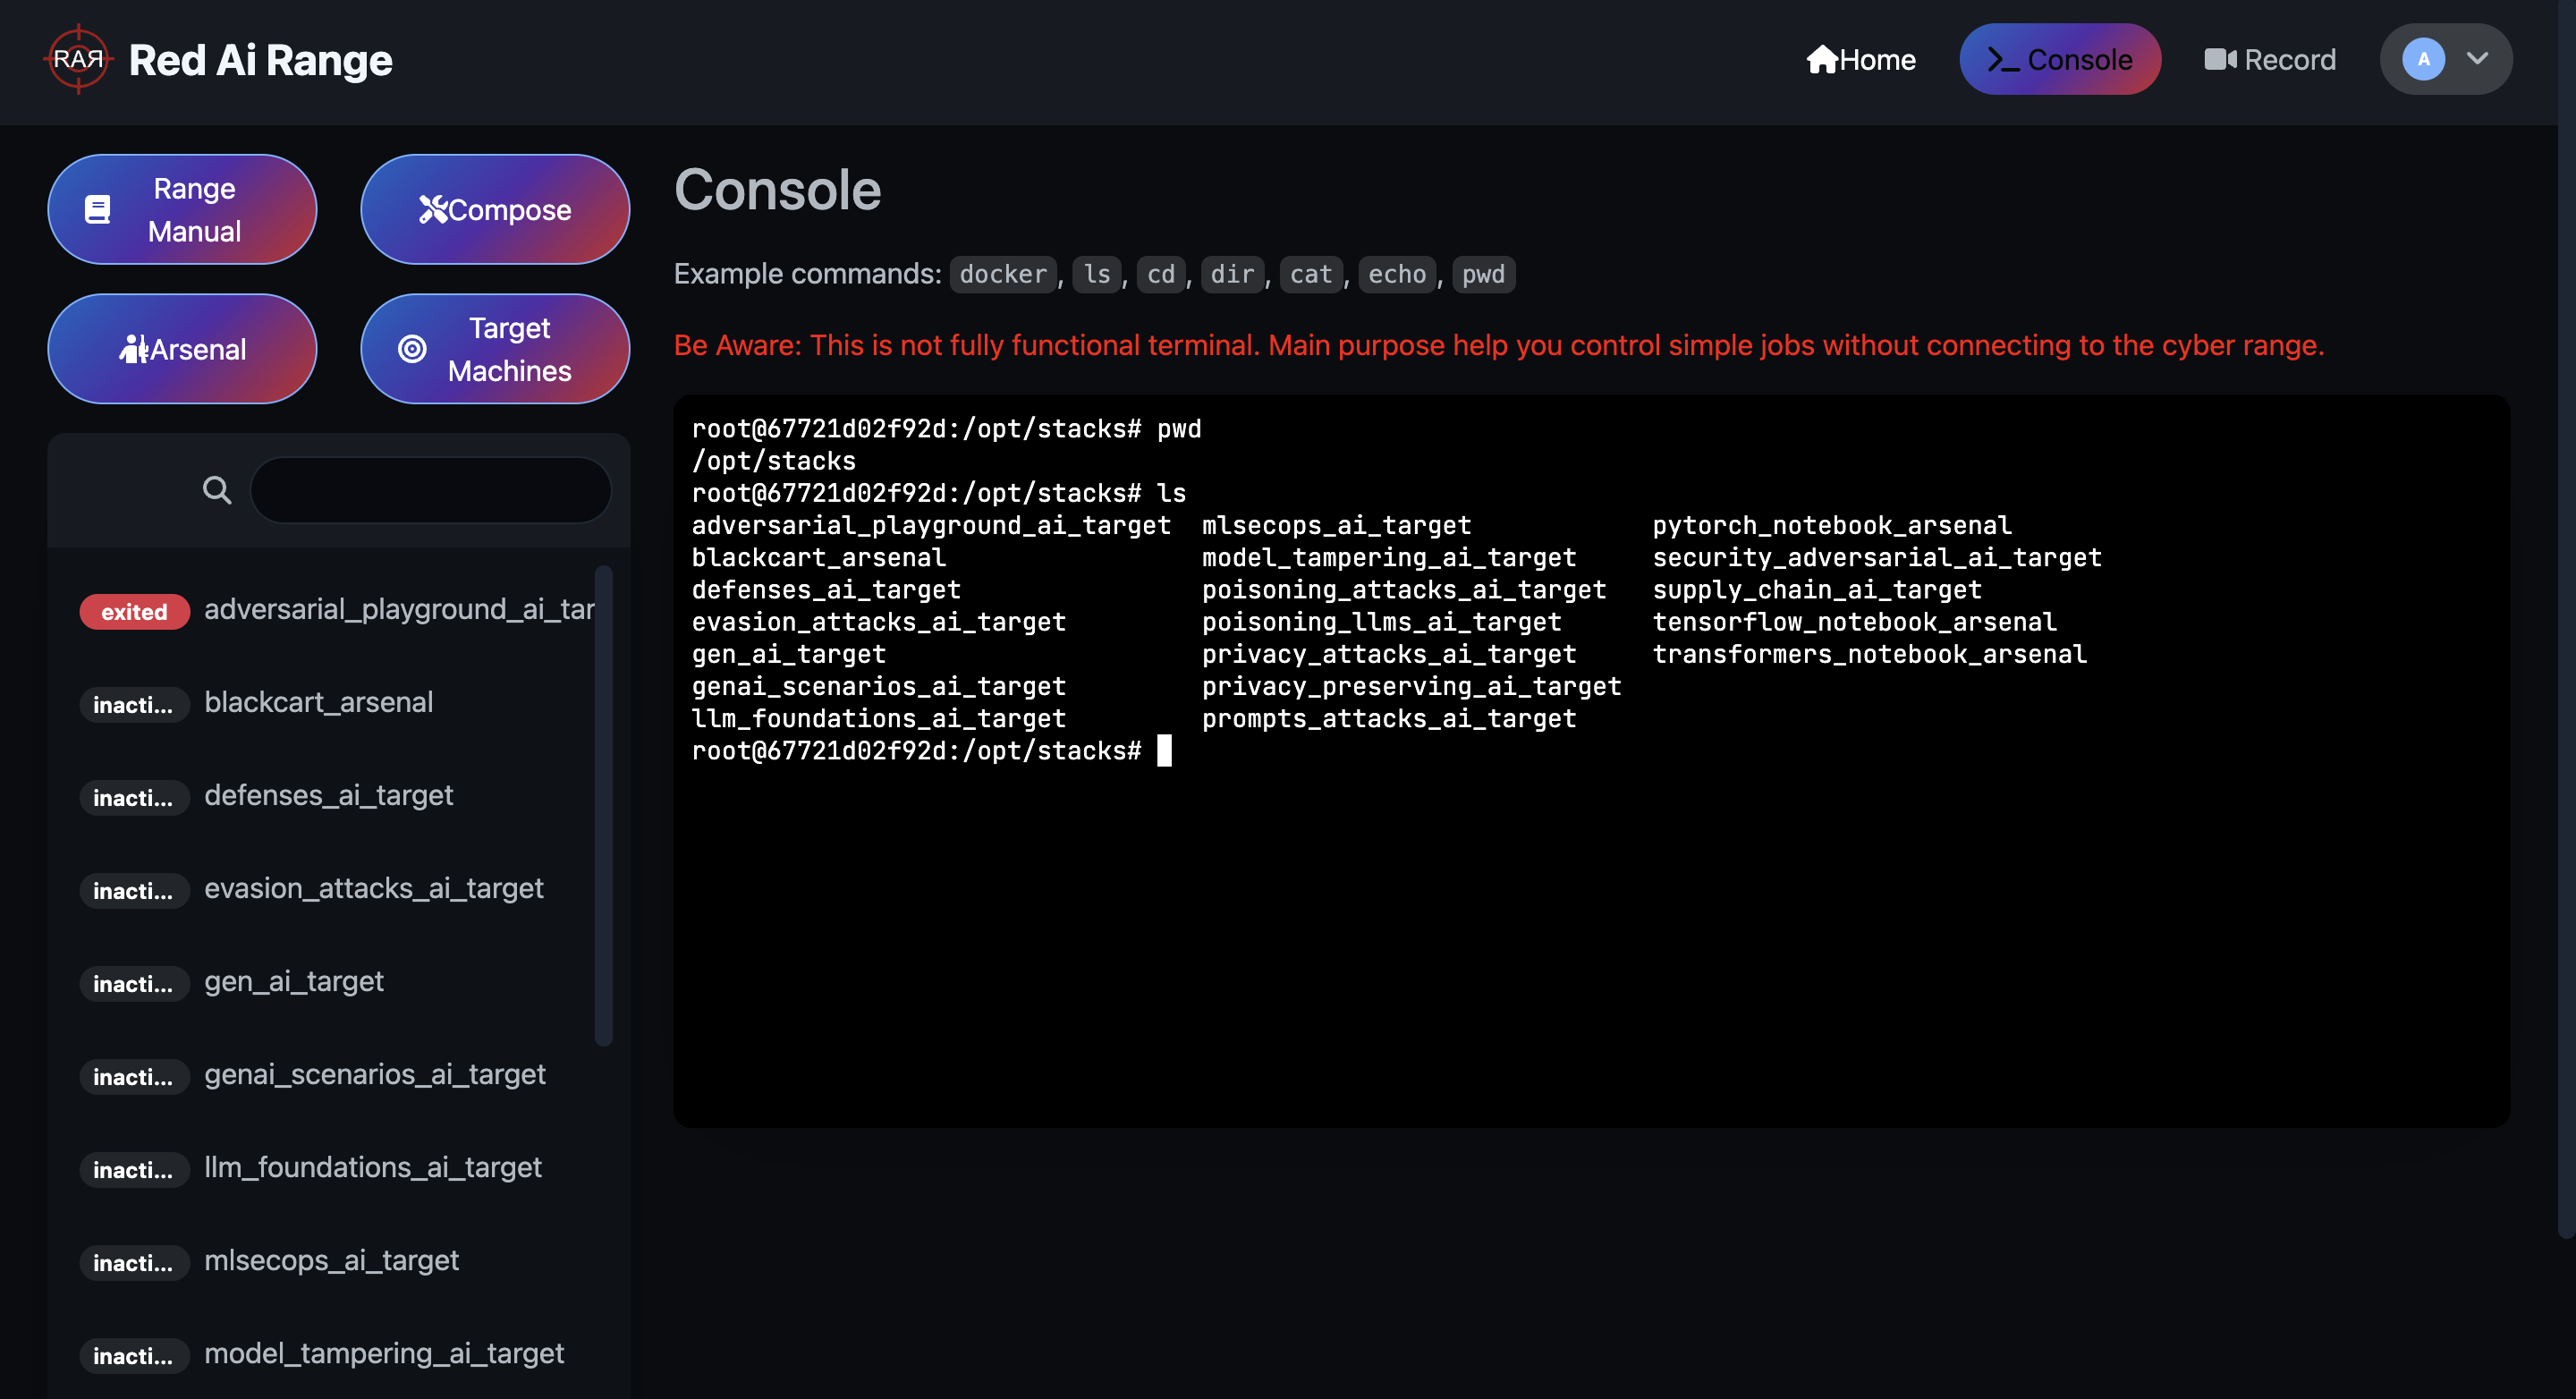 RAR Red Ai Range
Home
Console
Record
A
Range
Manual
Compose
Arsenal
Target
Machines
exited adversarial_playground_ai_tar
inacti... blackcart_arsenal
inacti... defenses_ai_target
inacti... evasion_attacks_ai_target
inacti... gen_ai_target
inacti... genai_scenarios_ai_target
inacti... llm_foundations_ai_target
inacti... mlsecops_ai_target
inacti... model_tampering_ai_target
Console
Example commands: docker, ls, cd, dir, cat, echo, pwd
Be Aware: This is not fully functional terminal. Main purpose help you control simple jobs without connecting to the cyber range.
root@67721d02f92d:/opt/stacks# pwd
/opt/stacks
root@67721d02f92d:/opt/stacks# ls
adversarial_playground_ai_target mlsecops_ai_target pytorch_notebook_arsenal
blackcart_arsenal model_tampering_ai_target security_adversarial_ai_target
defenses_ai_target poisoning_attacks_ai_target supply_chain_ai_target
evasion_attacks_ai_target poisoning_llms_ai_target tensorflow_notebook_arsenal
gen_ai_target privacy_attacks_ai_target transformers_notebook_arsenal
genai_scenarios_ai_target privacy_preserving_ai_target
llm_foundations_ai_target prompts_attacks_ai_target
root@67721d02f92d:/opt/stacks#